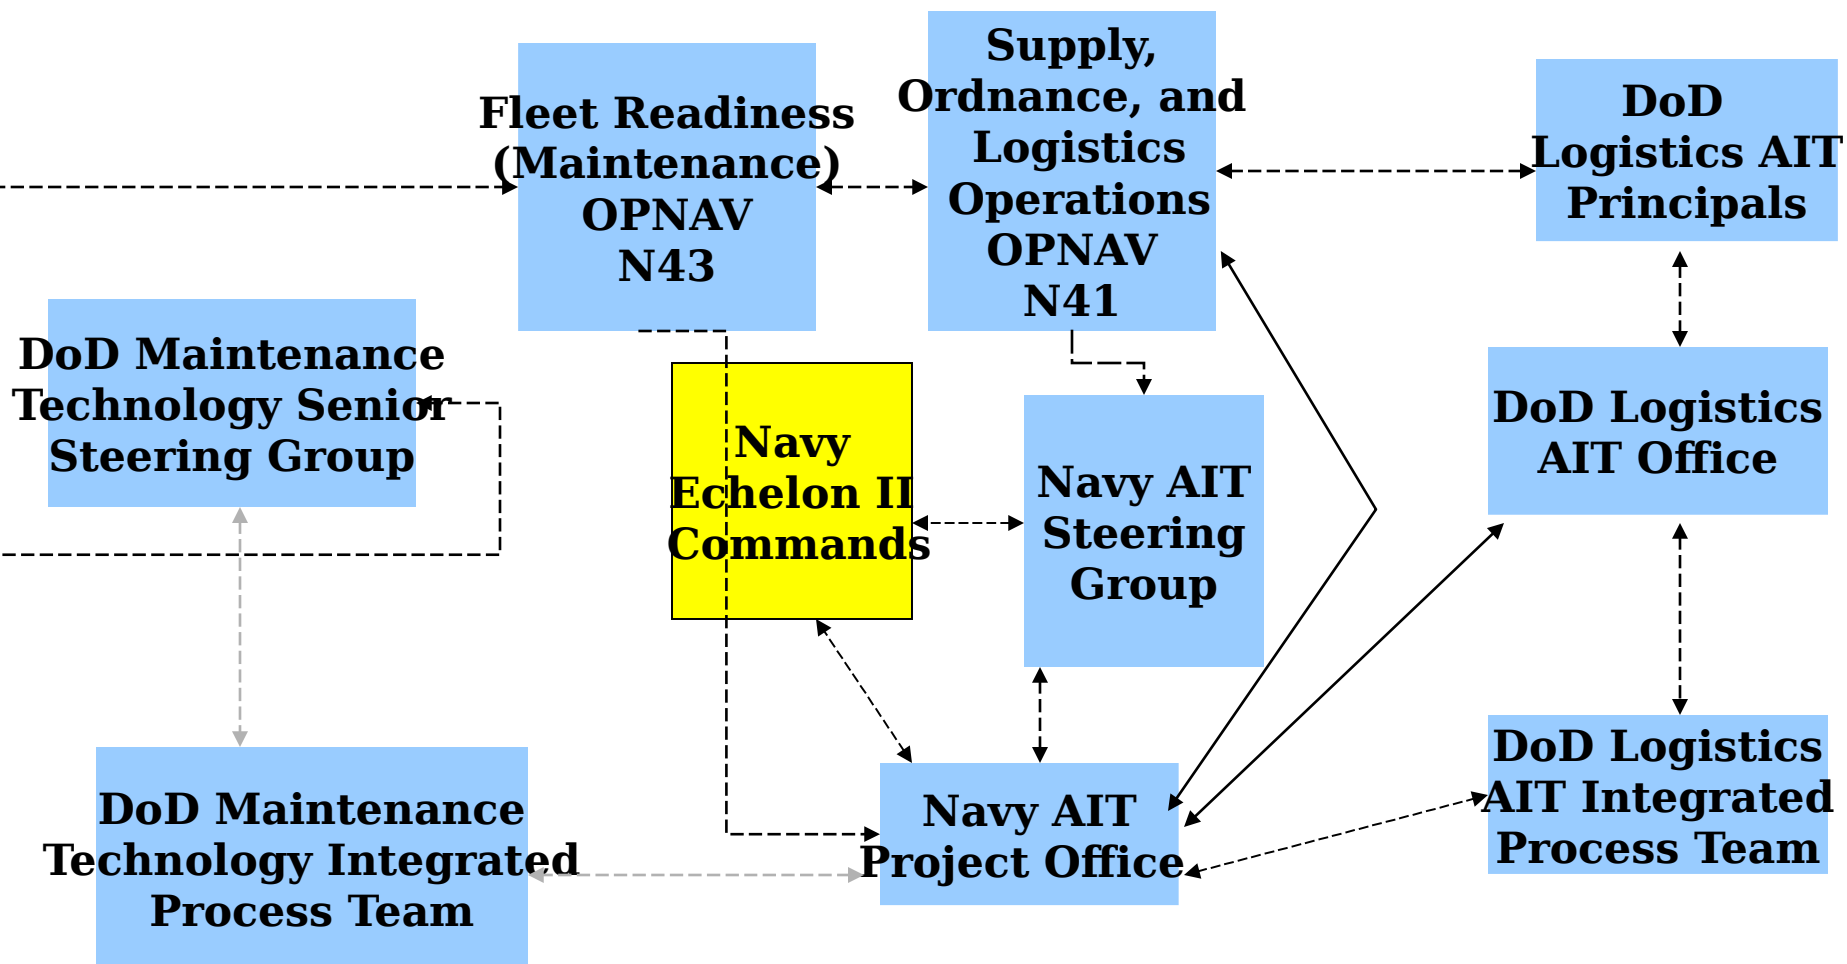 Fleet Readiness
(Maintenance)
OPNAV
N43
Supply,
Ordnance, and
Logistics
Operations
OPNAV
N41
DoD
Logistics AIT
Principals
DoD Maintenance
Technology Senior
Steering Group
Navy
Echelon II
Commands
Navy AIT
Steering
Group
DoD Logistics
AIT Office
DoD Maintenance
Technology Integrated
Process Team
Navy AIT
Project Office
DoD Logistics
AIT Integrated
Process Team